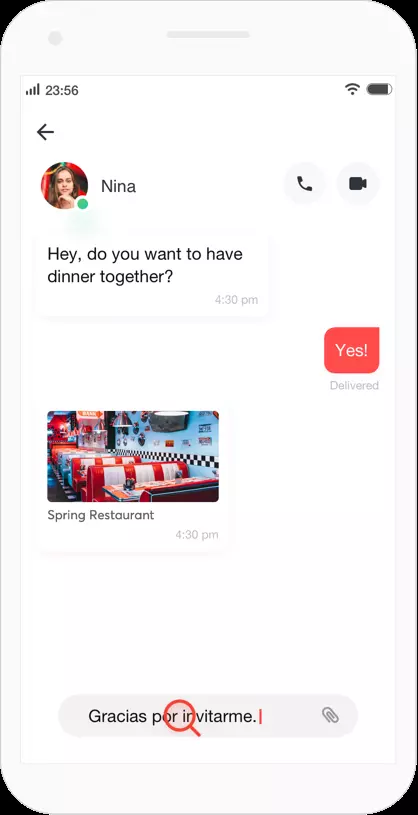 23:56
Nina
Hey, do you want to have
dinner together?
4:30 pm
Yes!
Delivered
Spring Restaurant
4:30 pm
Gracias por invitarme.